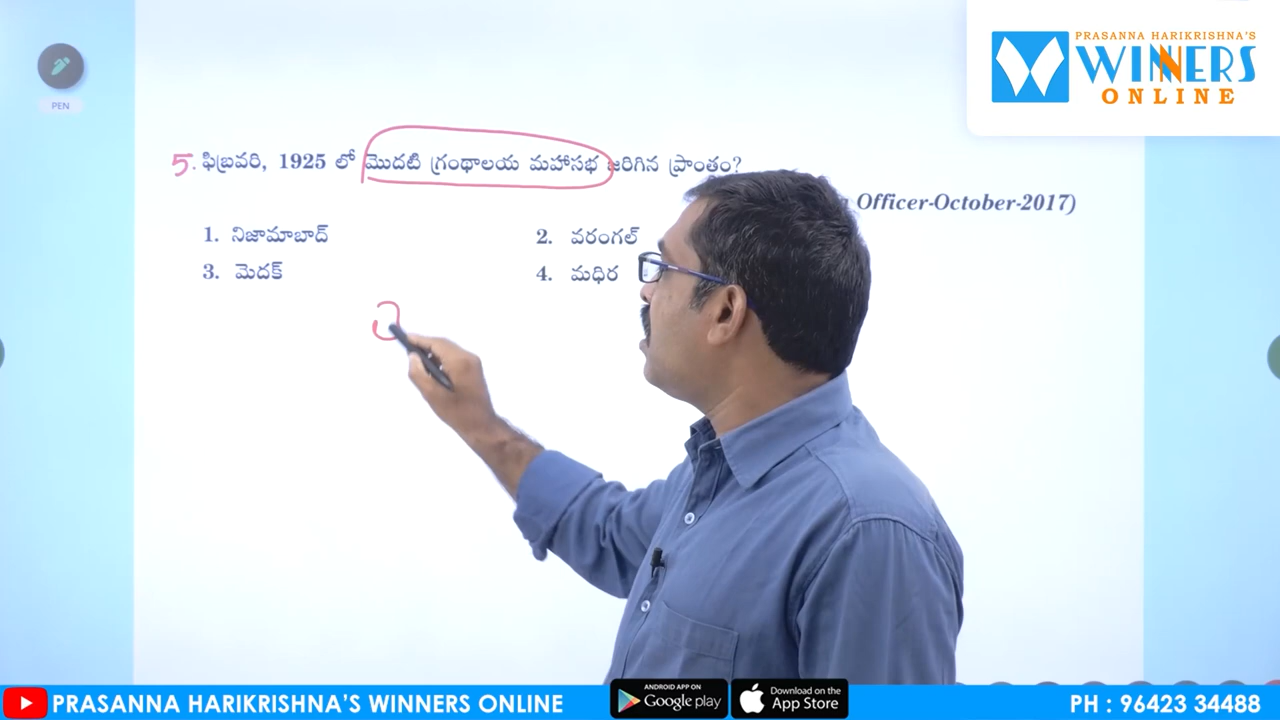 PRASANNA HARIKRISHNA'S
WINNERS
ONLINE
PEN
5. ఫిబ్రవరి, 1925 లో మొదటి గ్రంథాలయ మహాసభ జరిగిన ప్రాంతం?
Officer-October-2017)
1. నిజామాబాద్ 2. వరంగల్
3. మెదక్ 4. మధిర
PRASANNA HARIKRISHNA'S WINNERS ONLINE
ANDROID APP ON
Google play
Download on the
App Store
PH : 96423 34488